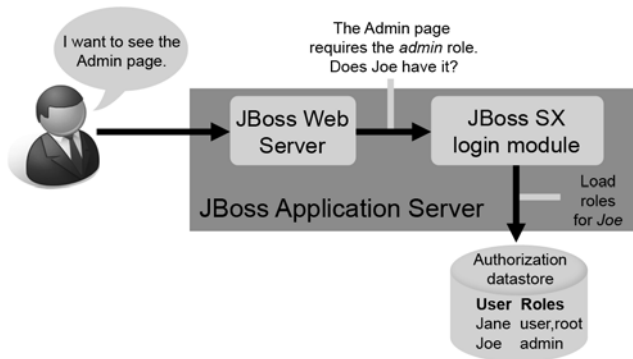 I want to see the
Admin page.
The Admin page
requires the admin role.
Does Joe have it?
JBoss Web
Server
JBoss SX
login module
JBoss Application Server
Load
roles
for Joe
Authorization
datastore
User Roles
Jane user,root
Joe admin